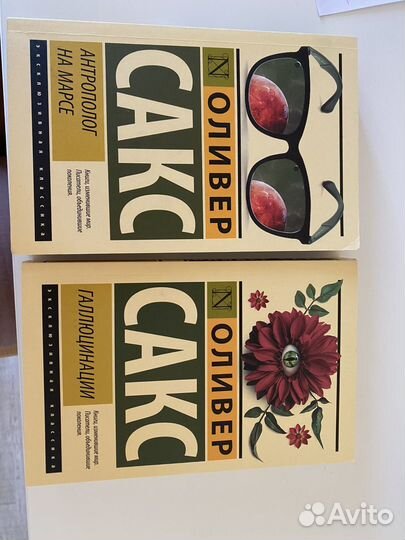 ЭКСКЛЮЗИВНАЯ КЛАССИКА
ОЛИВЕР
САКС
АНТРОПОЛОГ
НА МАРСЕ
Книги, изменившие мир.
Писатели, объединившие
поколения.
ЭКСКЛЮЗИВНАЯ КЛАССИКА
ОЛИВЕР
САКС
ГАЛЛЮЦИНАЦИИ
Книги, изменившие мир.
Писатели, объединившие
поколения.
Avito